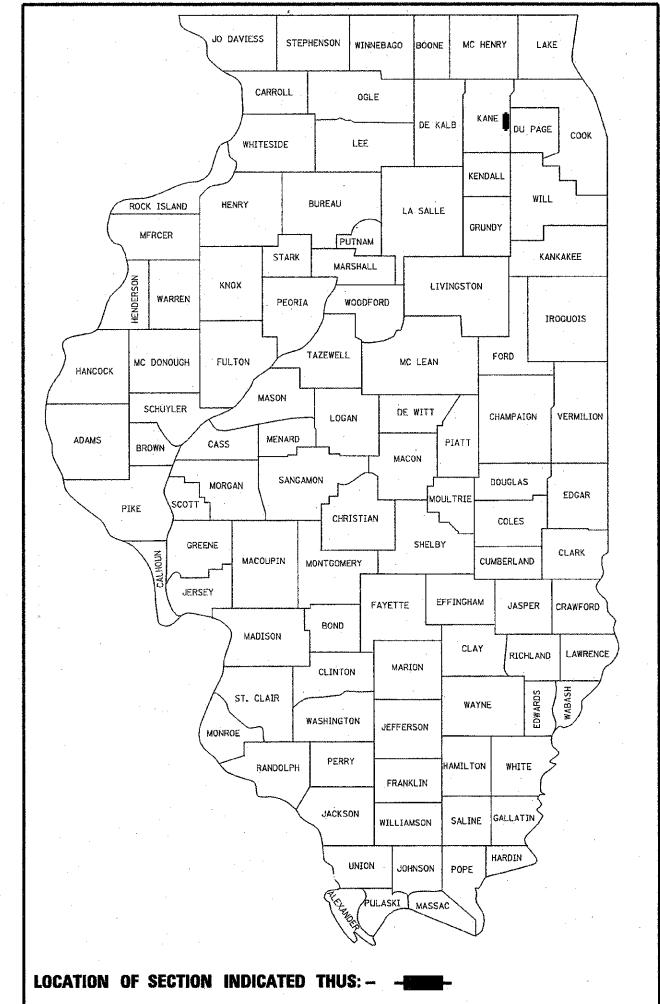 JO DAVIESS
STEPHENSON
WINNEBAGO
BOONE
MC HENRY
LAKE
CARROLL
OGLE
DE KALB
KANE
DU PAGE
COOK
WHITESIDE
LEE
KENDALL
WILL
ROCK ISLAND
HENRY
BUREAU
LA SALLE
GRUNDY
MERCER
PUTNAM
STARK
MARSHALL
KANKAKEE
HENDERSON
WARREN
KNOX
PEORIA
WOODFORD
LIVINGSTON
IROQUOIS
HANCOCK
MC DONOUGH
FULTON
TAZEWELL
MC LEAN
FORD
SCHUYLER
MASON
LOGAN
DE WITT
CHAMPAIGN
VERMILION
ADAMS
BROWN
CASS
MENARD
MACON
PIATT
PIKE
SCOTT
MORGAN
SANGAMON
CHRISTIAN
MOULTRIE
DOUGLAS
EDGAR
COLES
CALHOUN
GREENE
MACOUPIN
MONTGOMERY
SHELBY
CUMBERLAND
CLARK
JERSEY
FAYETTE
EFFINGHAM
JASPER
CRAWFORD
MADISON
BOND
CLAY
RICHLAND
LAWRENCE
CLINTON
MARION
ST. CLAIR
WAYNE
EDWARDS
WABASH
MONROE
WASHINGTON
JEFFERSON
RANDOLPH
PERRY
HAMILTON
WHITE
FRANKLIN
JACKSON
WILLIAMSON
SALINE
GALLATIN
UNION
JOHNSON
POPE
HARDIN
ALEXANDER
PULASKI
MASSAC
LOCATION OF SECTION INDICATED THUS: -